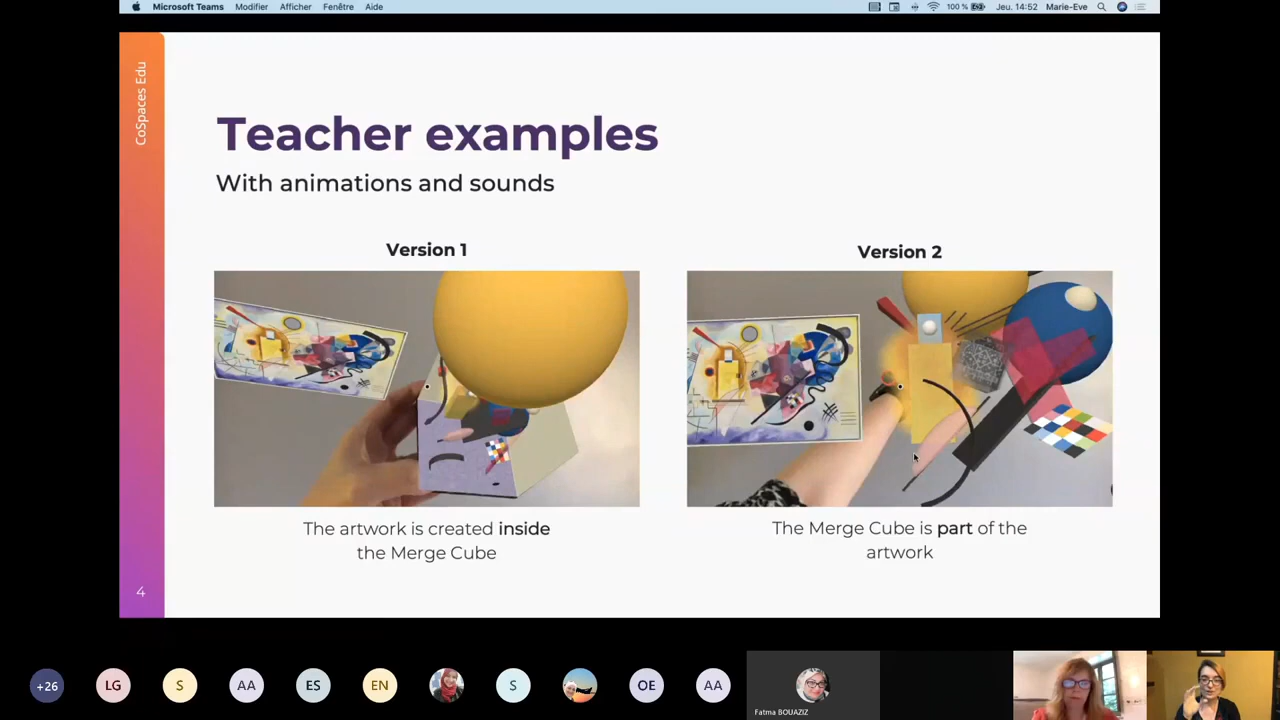 Microsoft Teams Modifier Afficher Fenêtre Aide
100 % Jeu. 14:52 Marie-Eve
CoSpaces Edu
Teacher examples
With animations and sounds
Version 1
Version 2
The artwork is created inside
the Merge Cube
The Merge Cube is part of the
artwork
4
+26 LG S AA ES EN S OE AA
Fatma BOUAZIZ